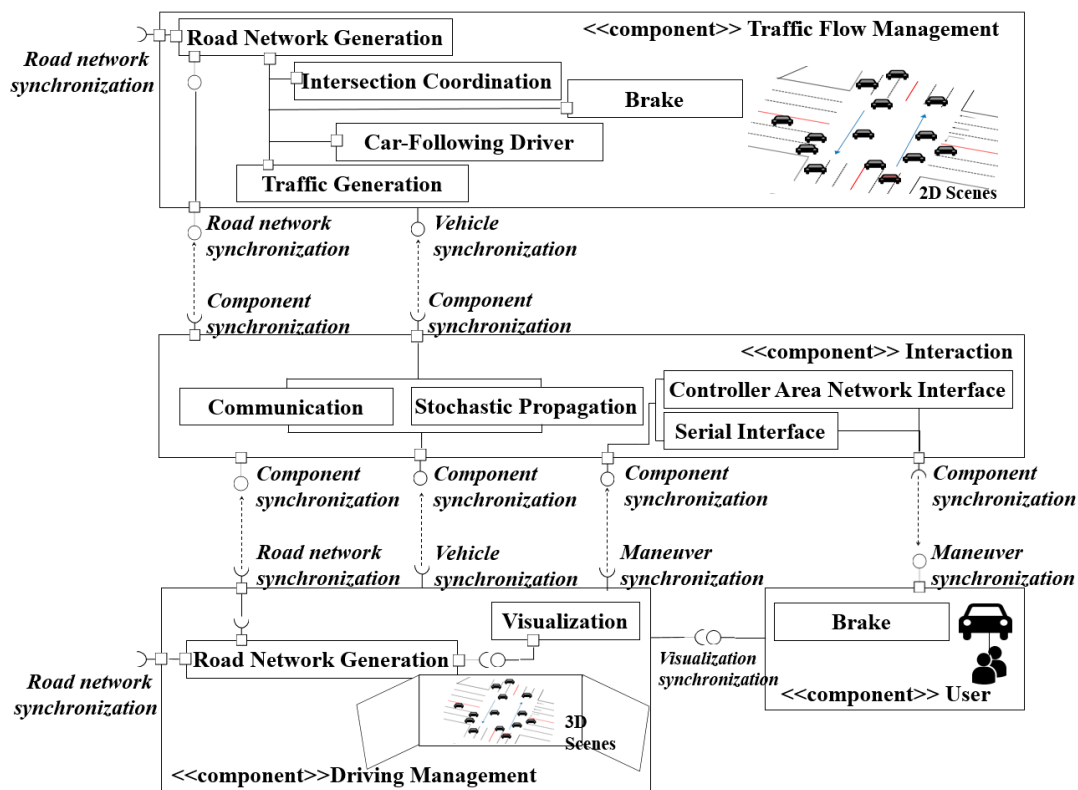 <<component>> Traffic Flow Management
Road Network Generation
Road network
synchronization
Intersection Coordination
Brake
Car-Following Driver
Traffic Generation
2D Scenes
Road network
synchronization
Vehicle
synchronization
Component
synchronization
Component
synchronization
<<component>> Interaction
Communication
Stochastic Propagation
Controller Area Network Interface
Serial Interface
Component
synchronization
Component
synchronization
Component
synchronization
Component
synchronization
Road network
synchronization
Vehicle
synchronization
Maneuver
synchronization
Maneuver
synchronization
Visualization
Road Network Generation
Road network
synchronization
3D
Scenes
<<component>>Driving Management
Visualization
synchronization
Brake
<<component>> User